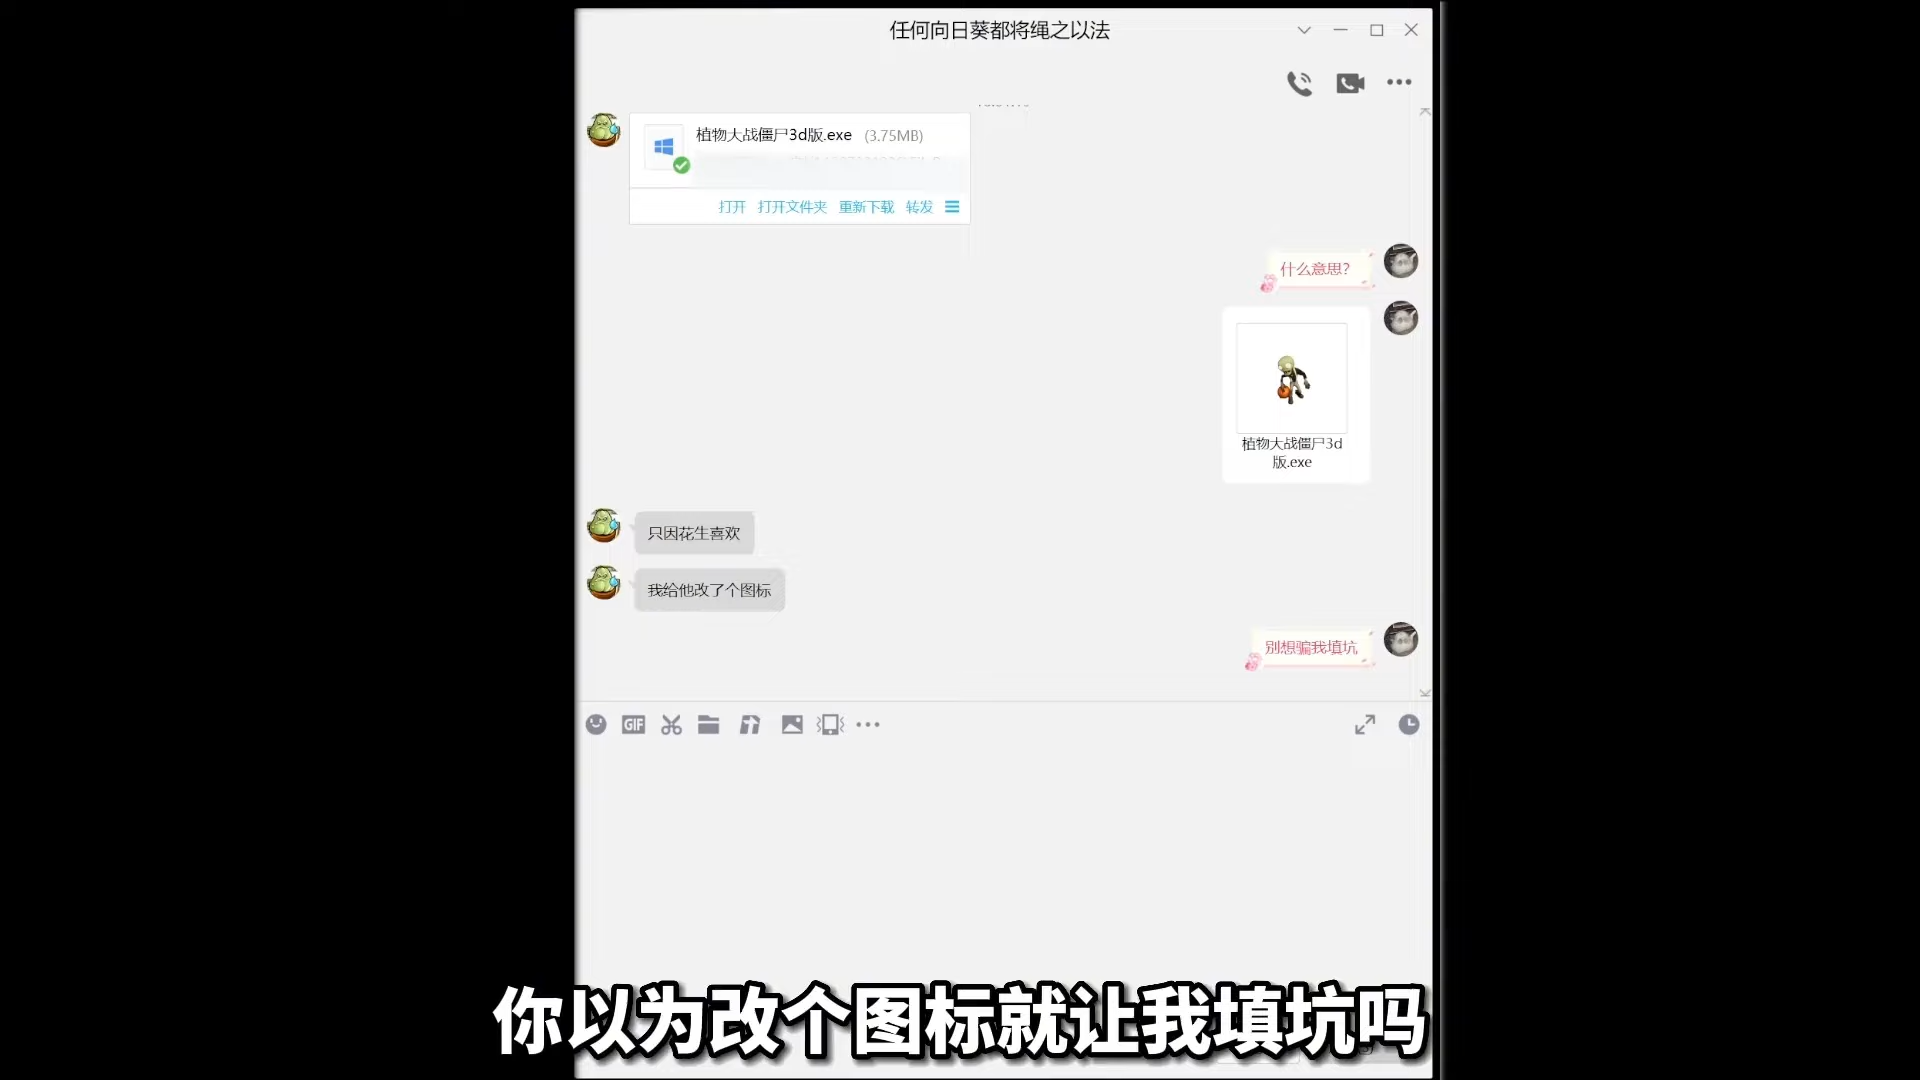 任何向日葵都将绳之以法
植物大战僵尸3d版.exe (3.75MB)
打开 打开文件夹 重新下载 转发
什么意思?
植物大战僵尸3d
版.exe
只因花生喜欢
我给他改了个图标
别想骗我填坑
GIF
你以为改个图标就让我填坑吗